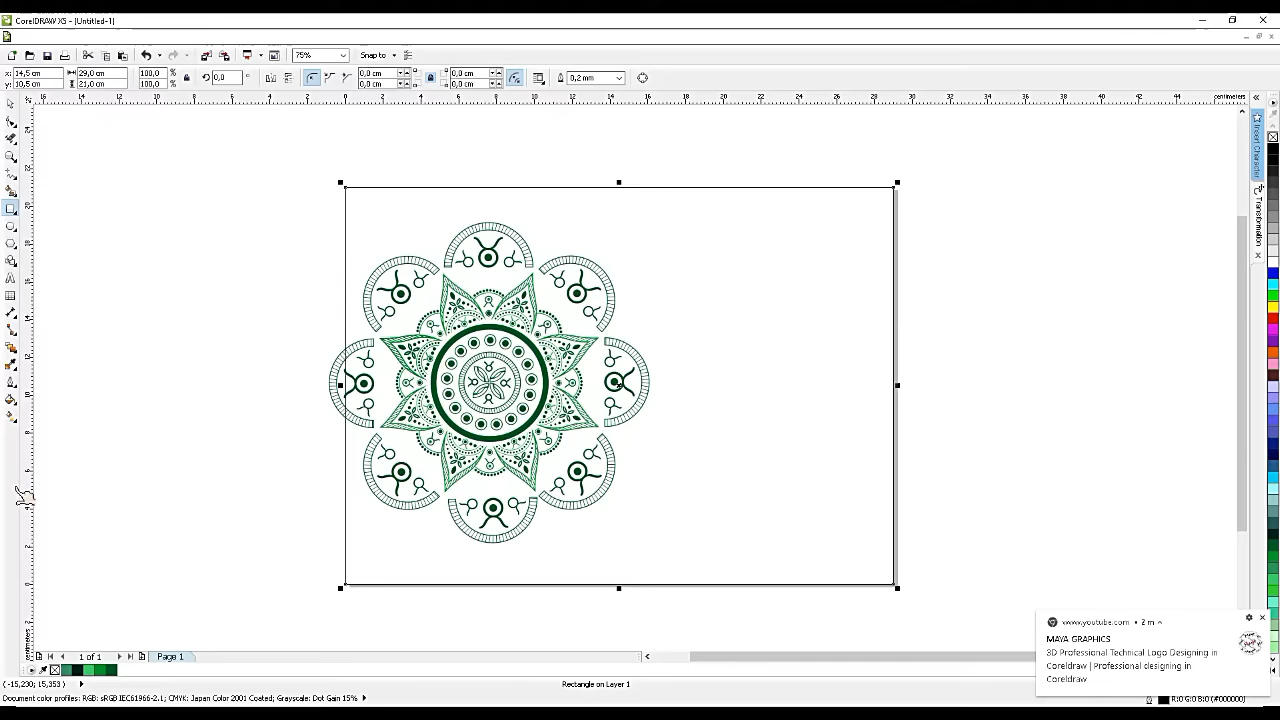 CorelDRAW X5 - [Untitled-1]
75%
Snap to
x: 14,5 cm
29,0 cm
100,0 %
0,0
0,0 cm
0,0 cm
0,2 mm
y: 10,5 cm
21,0 cm
100,0 %
0,0 cm
0,0 cm
centimeters
Insert Character
Transformation
centimeters
1 of 1
Page 1
www.youtube.com • 2 m
MAYA GRAPHICS
3D Professional Technical Logo Designing in
Coreldraw | Professional designing in
Coreldraw
(-15,230; 15,353)
Rectangle on Layer 1
Document color profiles: RGB: sRGB IEC61966-2.1; CMYK: Japan Color 2001 Coated; Grayscale: Dot Gain 15%
R:0 G:0 B:0 (#000000)